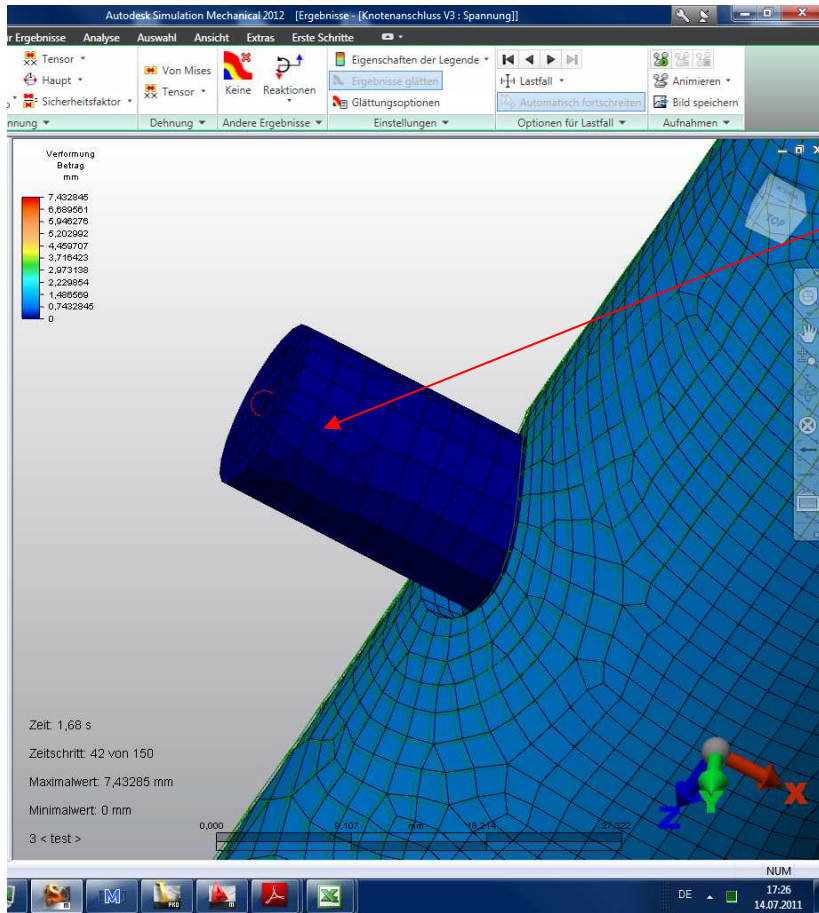 Autodesk Simulation Mechanical 2012 [Ergebnisse - [Knotenanschluss V3 : Spannung]]
Ergebnisse Analyse Auswahl Ansicht Extras Erste Schritte
Tensor
Haupt
Sicherheitsfaktor
Von Mises
Tensor
Keine Reaktionen
Eigenschaften der Legende
Ergebnisse glätten
Glättungsoptionen
Lastfall
Automatisch fortschreiten
Animieren
Bild speichern
Dehnung Andere Ergebnisse Einstellungen Optionen für Lastfall Aufnahmen
Verformung
Betrag
mm
7,432845
6,689561
5,946276
5,202992
4,459707
3,716423
2,973138
2,229854
1,486569
0,7432845
0
TOP
Zeit: 1,68 s
Zeitschritt: 42 von 150
Maximalwert: 7,43285 mm
Minimalwert: 0 mm
3 < test >
0,000 9,107 mm 18,214 27,322
X
Y
Z
NUM
DE
17:26
14.07.2011